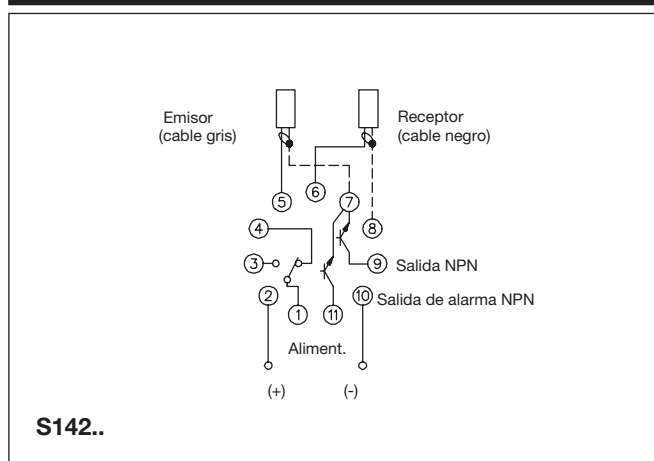 Emisor
(cable gris)
Receptor
(cable negro)
5
6
7
8
4
3
9 Salida NPN
2
1
11
10 Salida de alarma NPN
Aliment.
(+)
(-)
S142..